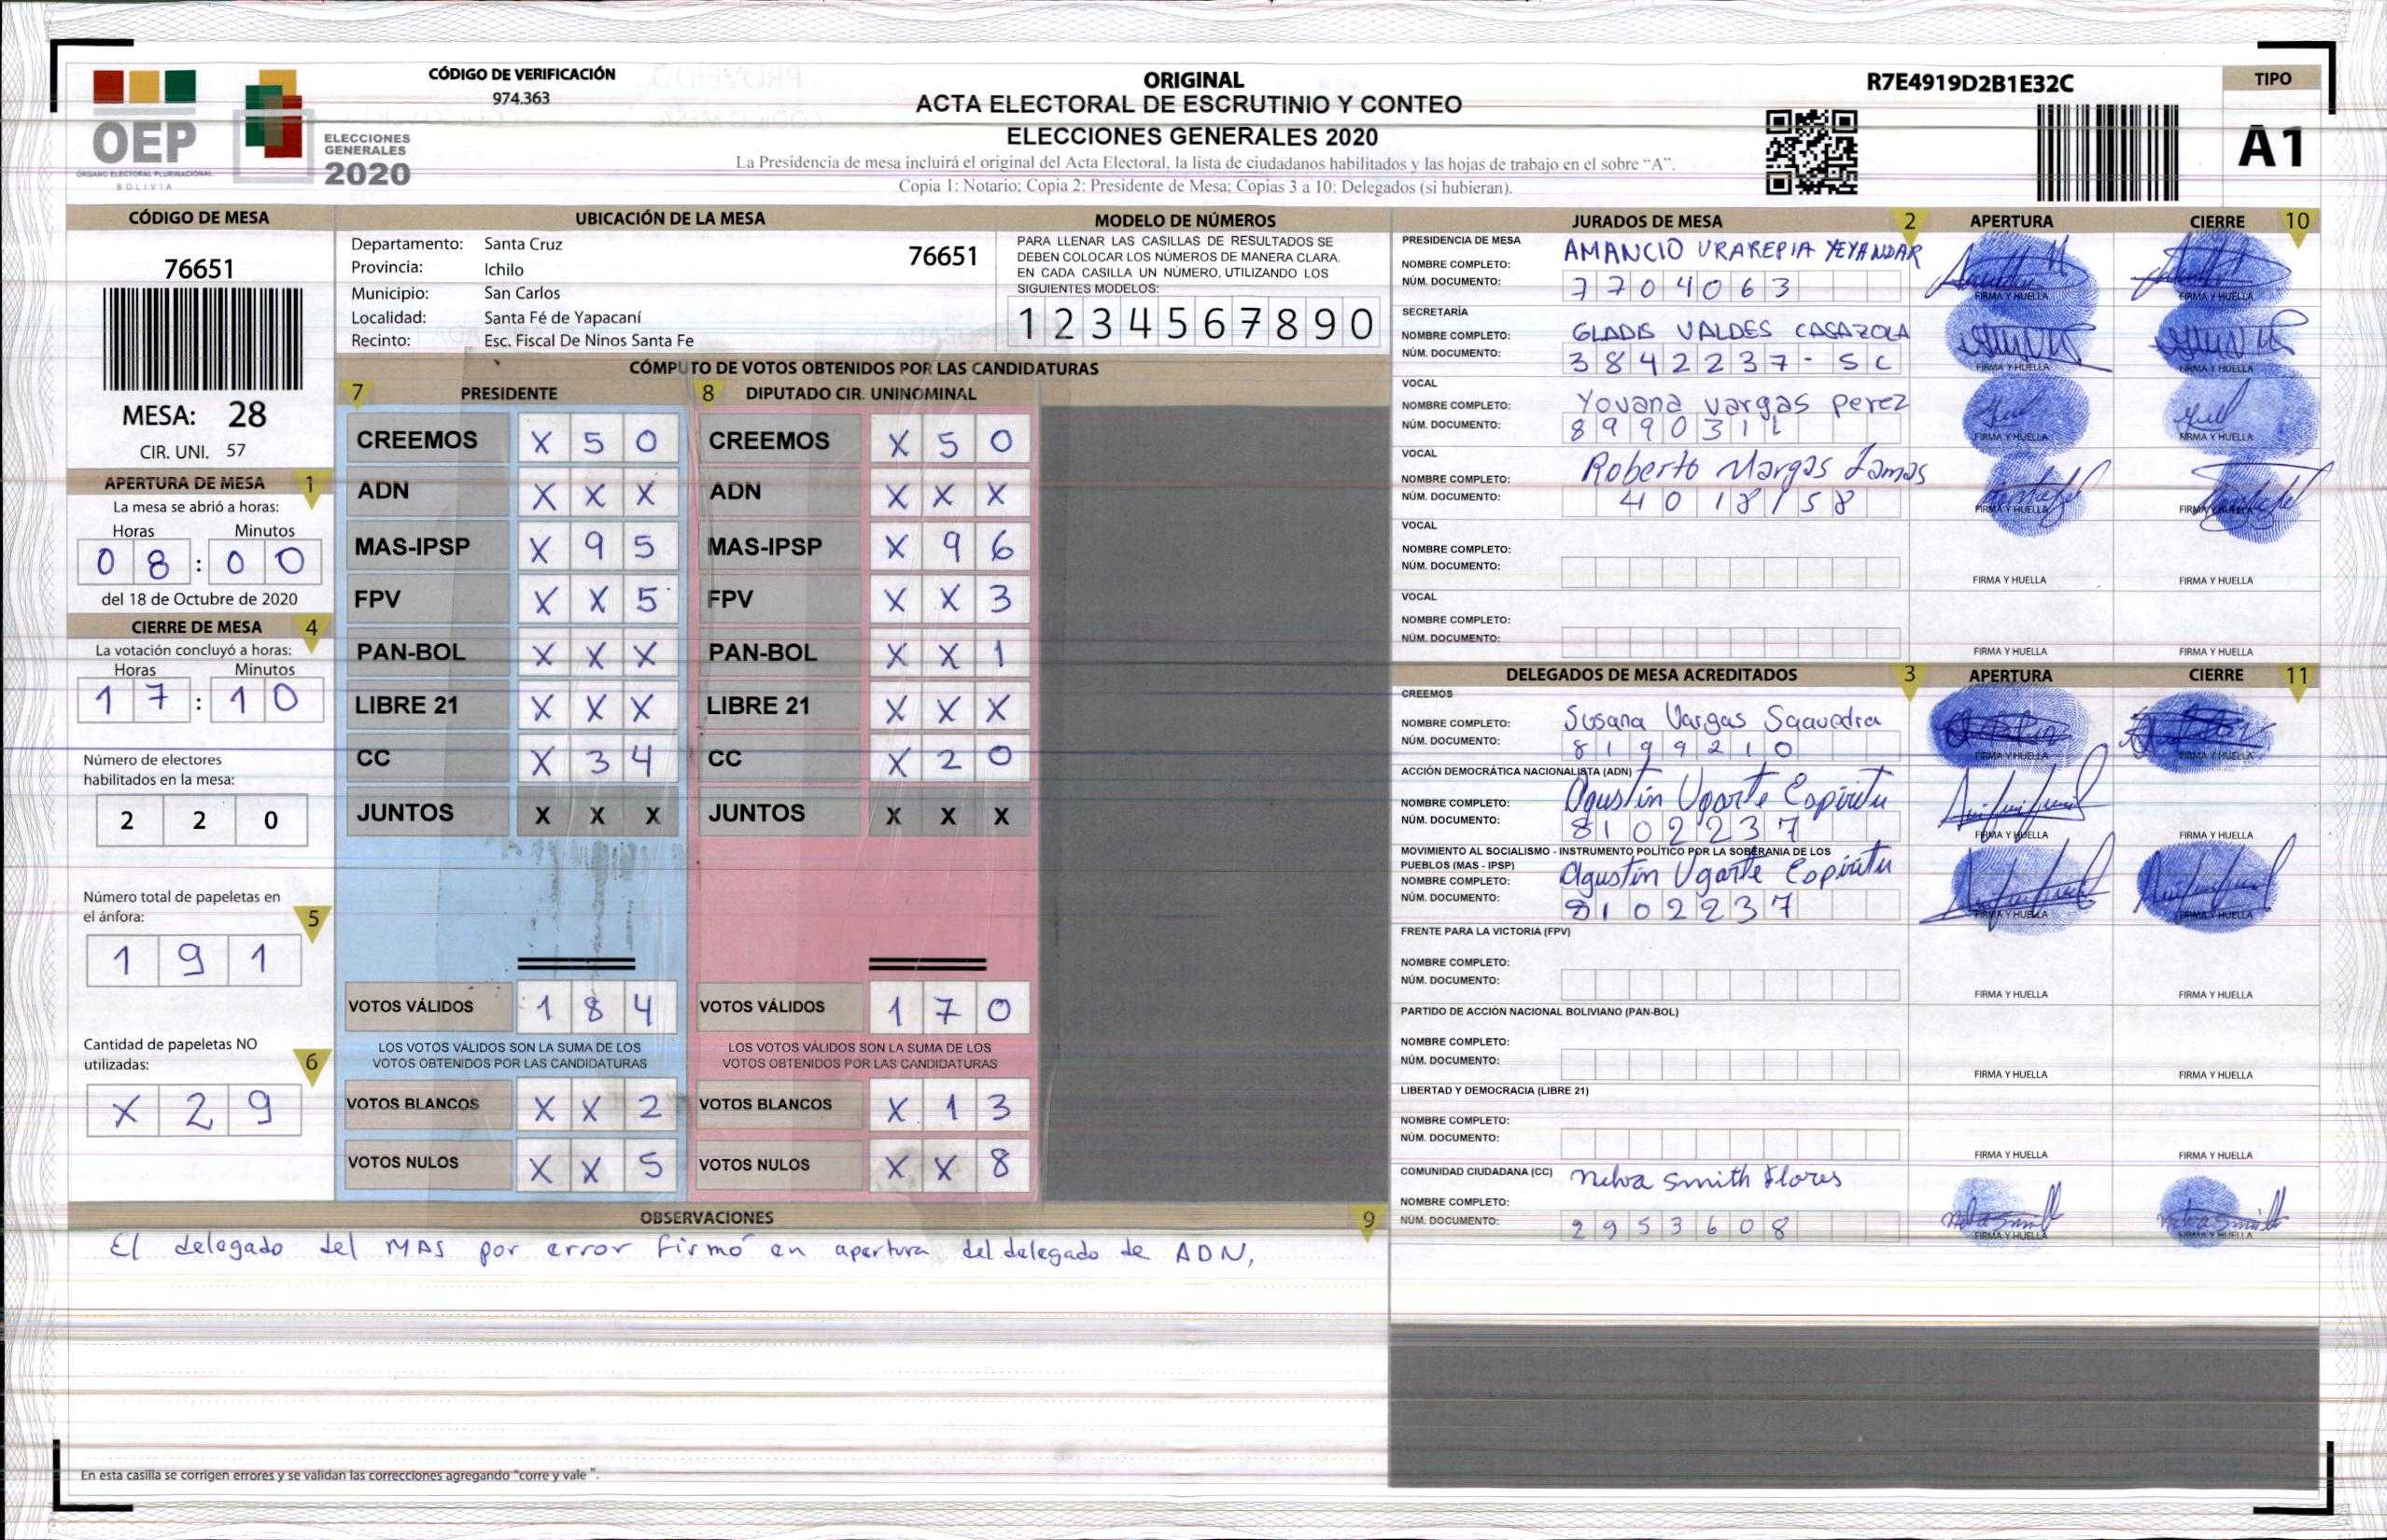 CÓDIGO DE VERIFICACIÓN
974.363
OEP
ÓRGANO ELECTORAL PLURINACIONAL
BOLIVIA
ELECCIONES
GENERALES
2020
ORIGINAL
ACTA ELECTORAL DE ESCRUTINIO Y CONTEO
ELECCIONES GENERALES 2020
La Presidencia de mesa incluirá el original del Acta Electoral, la lista de ciudadanos habilitados y las hojas de trabajo en el sobre “A”.
Copia 1: Notario; Copia 2: Presidente de Mesa; Copias 3 a 10: Delegados (si hubieran).
R7E4919D2B1E32C
TIPO
A1
CÓDIGO DE MESA
76651
MESA: 28
CIR. UNI. 57
APERTURA DE MESA 1
La mesa se abrió a horas:
Horas Minutos
0 8 : 0 0
del 18 de Octubre de 2020
CIERRE DE MESA 4
La votación concluyó a horas:
Horas Minutos
1 7 : 1 0
Número de electores
habilitados en la mesa:
2 2 0
Número total de papeletas en
el ánfora: 5
1 9 1
Cantidad de papeletas NO
utilizadas: 6
X 2 9
UBICACIÓN DE LA MESA
Departamento: Santa Cruz 76651
Provincia: Ichilo
Municipio: San Carlos
Localidad: Santa Fé de Yapacaní
Recinto: Esc. Fiscal De Ninos Santa Fe
MODELO DE NÚMEROS
PARA LLENAR LAS CASILLAS DE RESULTADOS SE
DEBEN COLOCAR LOS NÚMEROS DE MANERA CLARA.
EN CADA CASILLA UN NÚMERO, UTILIZANDO LOS
SIGUIENTES MODELOS:
1 2 3 4 5 6 7 8 9 0
CÓMPUTO DE VOTOS OBTENIDOS POR LAS CANDIDATURAS
7 PRESIDENTE 8 DIPUTADO CIR. UNINOMINAL
CREEMOS X 5 0 CREEMOS X 5 0
ADN X X X ADN X X X
MAS-IPSP X 9 5 MAS-IPSP X 9 6
FPV X X 5 FPV X X 3
PAN-BOL X X X PAN-BOL X X 1
LIBRE 21 X X X LIBRE 21 X X X
CC X 3 4 CC X 2 0
JUNTOS X X X JUNTOS X X X
VOTOS VÁLIDOS 1 8 4 VOTOS VÁLIDOS 1 7 0
LOS VOTOS VÁLIDOS SON LA SUMA DE LOS LOS VOTOS VÁLIDOS SON LA SUMA DE LOS
VOTOS OBTENIDOS POR LAS CANDIDATURAS VOTOS OBTENIDOS POR LAS CANDIDATURAS
VOTOS BLANCOS X X 2 VOTOS BLANCOS X 1 3
VOTOS NULOS X X 5 VOTOS NULOS X X 8
OBSERVACIONES 9
El delegado del MAS por error firmó en apertura del delegado de ADN,
En esta casilla se corrigen errores y se validan las correcciones agregando “corre y vale ”.
JURADOS DE MESA 2 APERTURA CIERRE 10
PRESIDENCIA DE MESA
NOMBRE COMPLETO: AMANCIO URAREPIA YEYANDAR
NÚM. DOCUMENTO: 7704063
FIRMA Y HUELLA FIRMA Y HUELLA
SECRETARÍA
NOMBRE COMPLETO: GLADIS VALDES CASAZOLA
NÚM. DOCUMENTO: 3842237-SC
FIRMA Y HUELLA FIRMA Y HUELLA
VOCAL
NOMBRE COMPLETO: Yovana vargas perez
NÚM. DOCUMENTO:
FIRMA Y HUELLA FIRMA Y HUELLA
VOCAL
NOMBRE COMPLETO: Roberto Vargas Lamas
NÚM. DOCUMENTO: 4018158
FIRMA Y HUELLA FIRMA Y HUELLA
VOCAL
NOMBRE COMPLETO:
NÚM. DOCUMENTO:
FIRMA Y HUELLA FIRMA Y HUELLA
VOCAL
NOMBRE COMPLETO:
NÚM. DOCUMENTO:
FIRMA Y HUELLA FIRMA Y HUELLA
DELEGADOS DE MESA ACREDITADOS 3 APERTURA CIERRE 11
CREEMOS
NOMBRE COMPLETO: Susana Vargas Saavedra
NÚM. DOCUMENTO: 8199210
FIRMA Y HUELLA FIRMA Y HUELLA
ACCIÓN DEMOCRÁTICA NACIONALISTA (ADN)
NOMBRE COMPLETO: Agustín Ugarte Espíritu
NÚM. DOCUMENTO: 8102237
FIRMA Y HUELLA FIRMA Y HUELLA
MOVIMIENTO AL SOCIALISMO - INSTRUMENTO POLÍTICO POR LA SOBERANIA DE LOS
PUEBLOS (MAS - IPSP)
NOMBRE COMPLETO: Agustín Ugarte Espíritu
NÚM. DOCUMENTO: 8102237
FIRMA Y HUELLA FIRMA Y HUELLA
FRENTE PARA LA VICTORIA (FPV)
NOMBRE COMPLETO:
NÚM. DOCUMENTO:
FIRMA Y HUELLA FIRMA Y HUELLA
PARTIDO DE ACCIÓN NACIONAL BOLIVIANO (PAN-BOL)
NOMBRE COMPLETO:
NÚM. DOCUMENTO:
FIRMA Y HUELLA FIRMA Y HUELLA
LIBERTAD Y DEMOCRACIA (LIBRE 21)
NOMBRE COMPLETO:
NÚM. DOCUMENTO:
FIRMA Y HUELLA FIRMA Y HUELLA
COMUNIDAD CIUDADANA (CC)
NOMBRE COMPLETO: Nelva Smith Flores
NÚM. DOCUMENTO: 2953608
FIRMA Y HUELLA FIRMA Y HUELLA